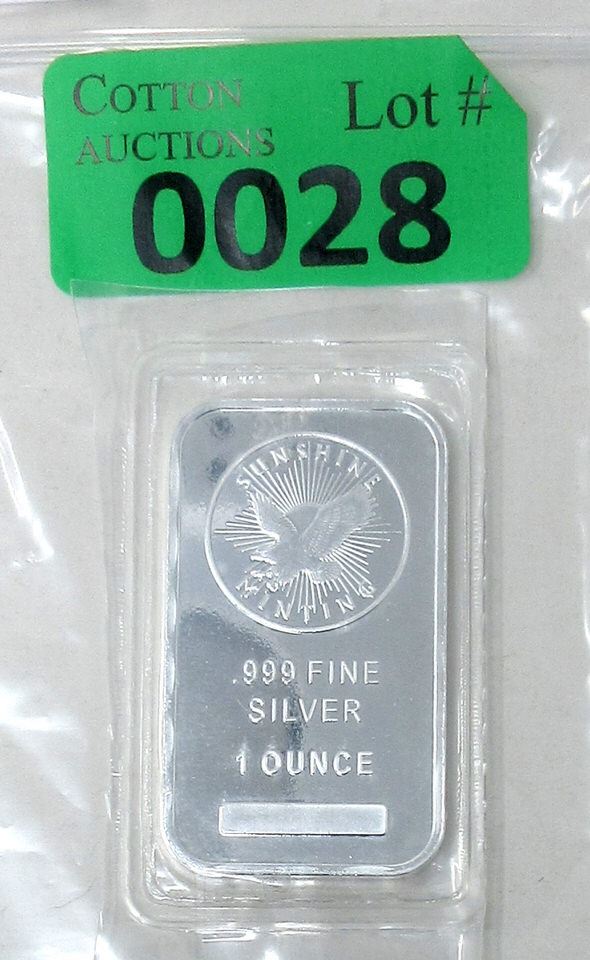 COTTON
AUCTIONS
Lot #
0028
SUNSHINE
MINTING
.999 FINE
SILVER
1 OUNCE